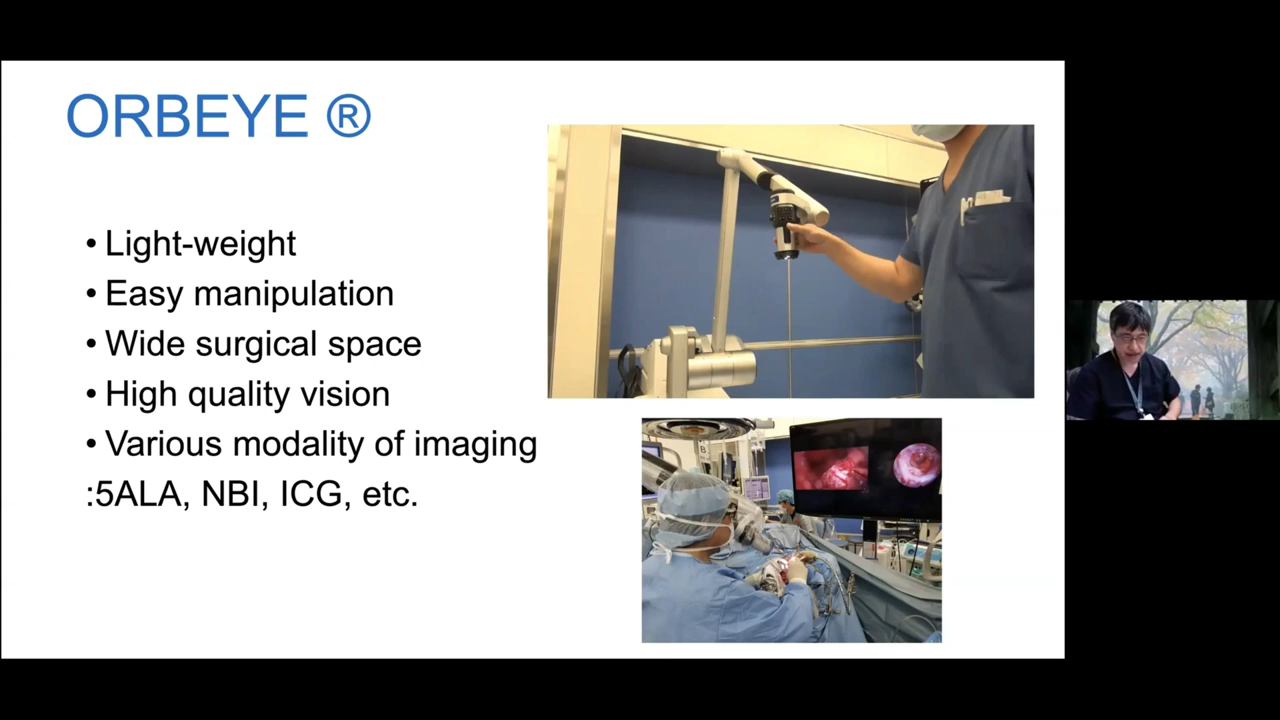 ORBEYE ®
• Light-weight
• Easy manipulation
• Wide surgical space
• High quality vision
• Various modality of imaging
:5ALA, NBI, ICG, etc.
B